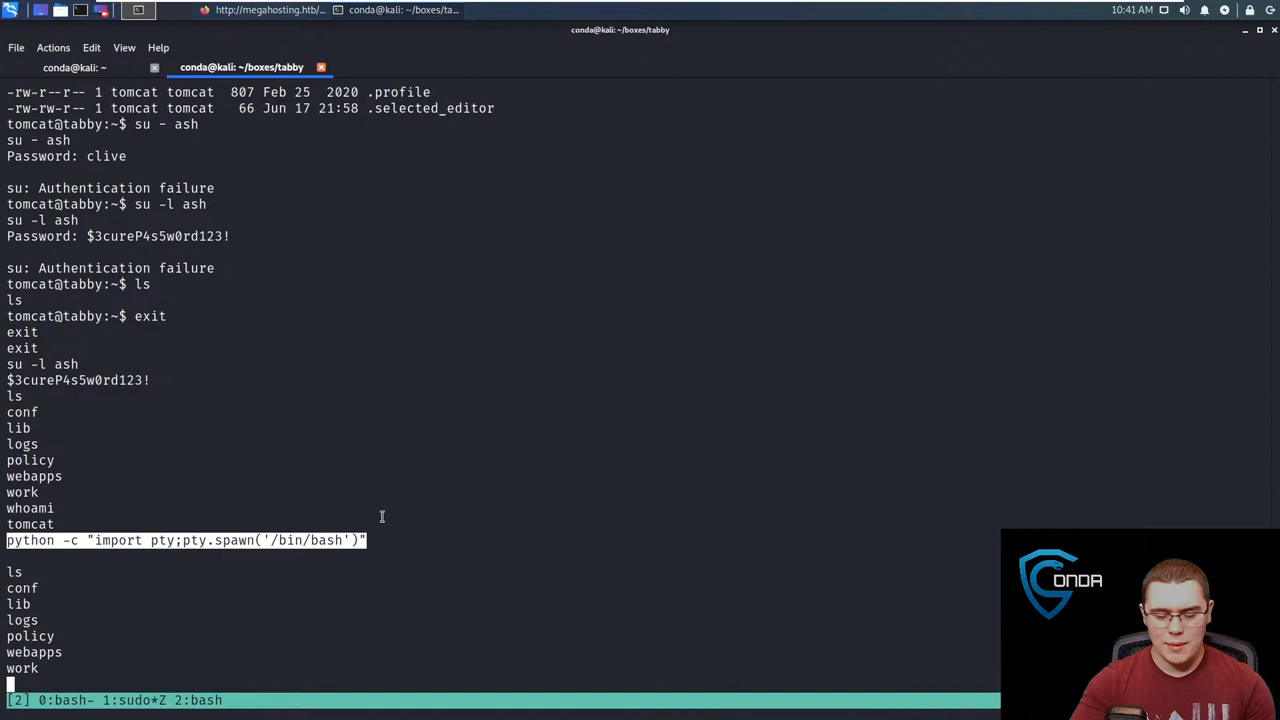 http://megahosting.htb/...
conda@kali: ~/boxes/ta...
10:41 AM
conda@kali: ~/boxes/tabby
File Actions Edit View Help
conda@kali: ~
conda@kali: ~/boxes/tabby
-rw-r--r-- 1 tomcat tomcat  807 Feb 25  2020 .profile
-rw-rw-r-- 1 tomcat tomcat   66 Jun 17 21:58 .selected_editor
tomcat@tabby:~$ su - ash
su - ash
Password: clive
su: Authentication failure
tomcat@tabby:~$ su -l ash
su -l ash
Password: $3cureP4s5w0rd123!
su: Authentication failure
tomcat@tabby:~$ ls
ls
tomcat@tabby:~$ exit
exit
exit
su -l ash
$3cureP4s5w0rd123!
ls
conf
lib
logs
policy
webapps
work
whoami
tomcat
python -c "import pty;pty.spawn('/bin/bash')"
ls
conf
lib
logs
policy
webapps
work
[2] 0:bash- 1:sudo*Z 2:bash
CONDA